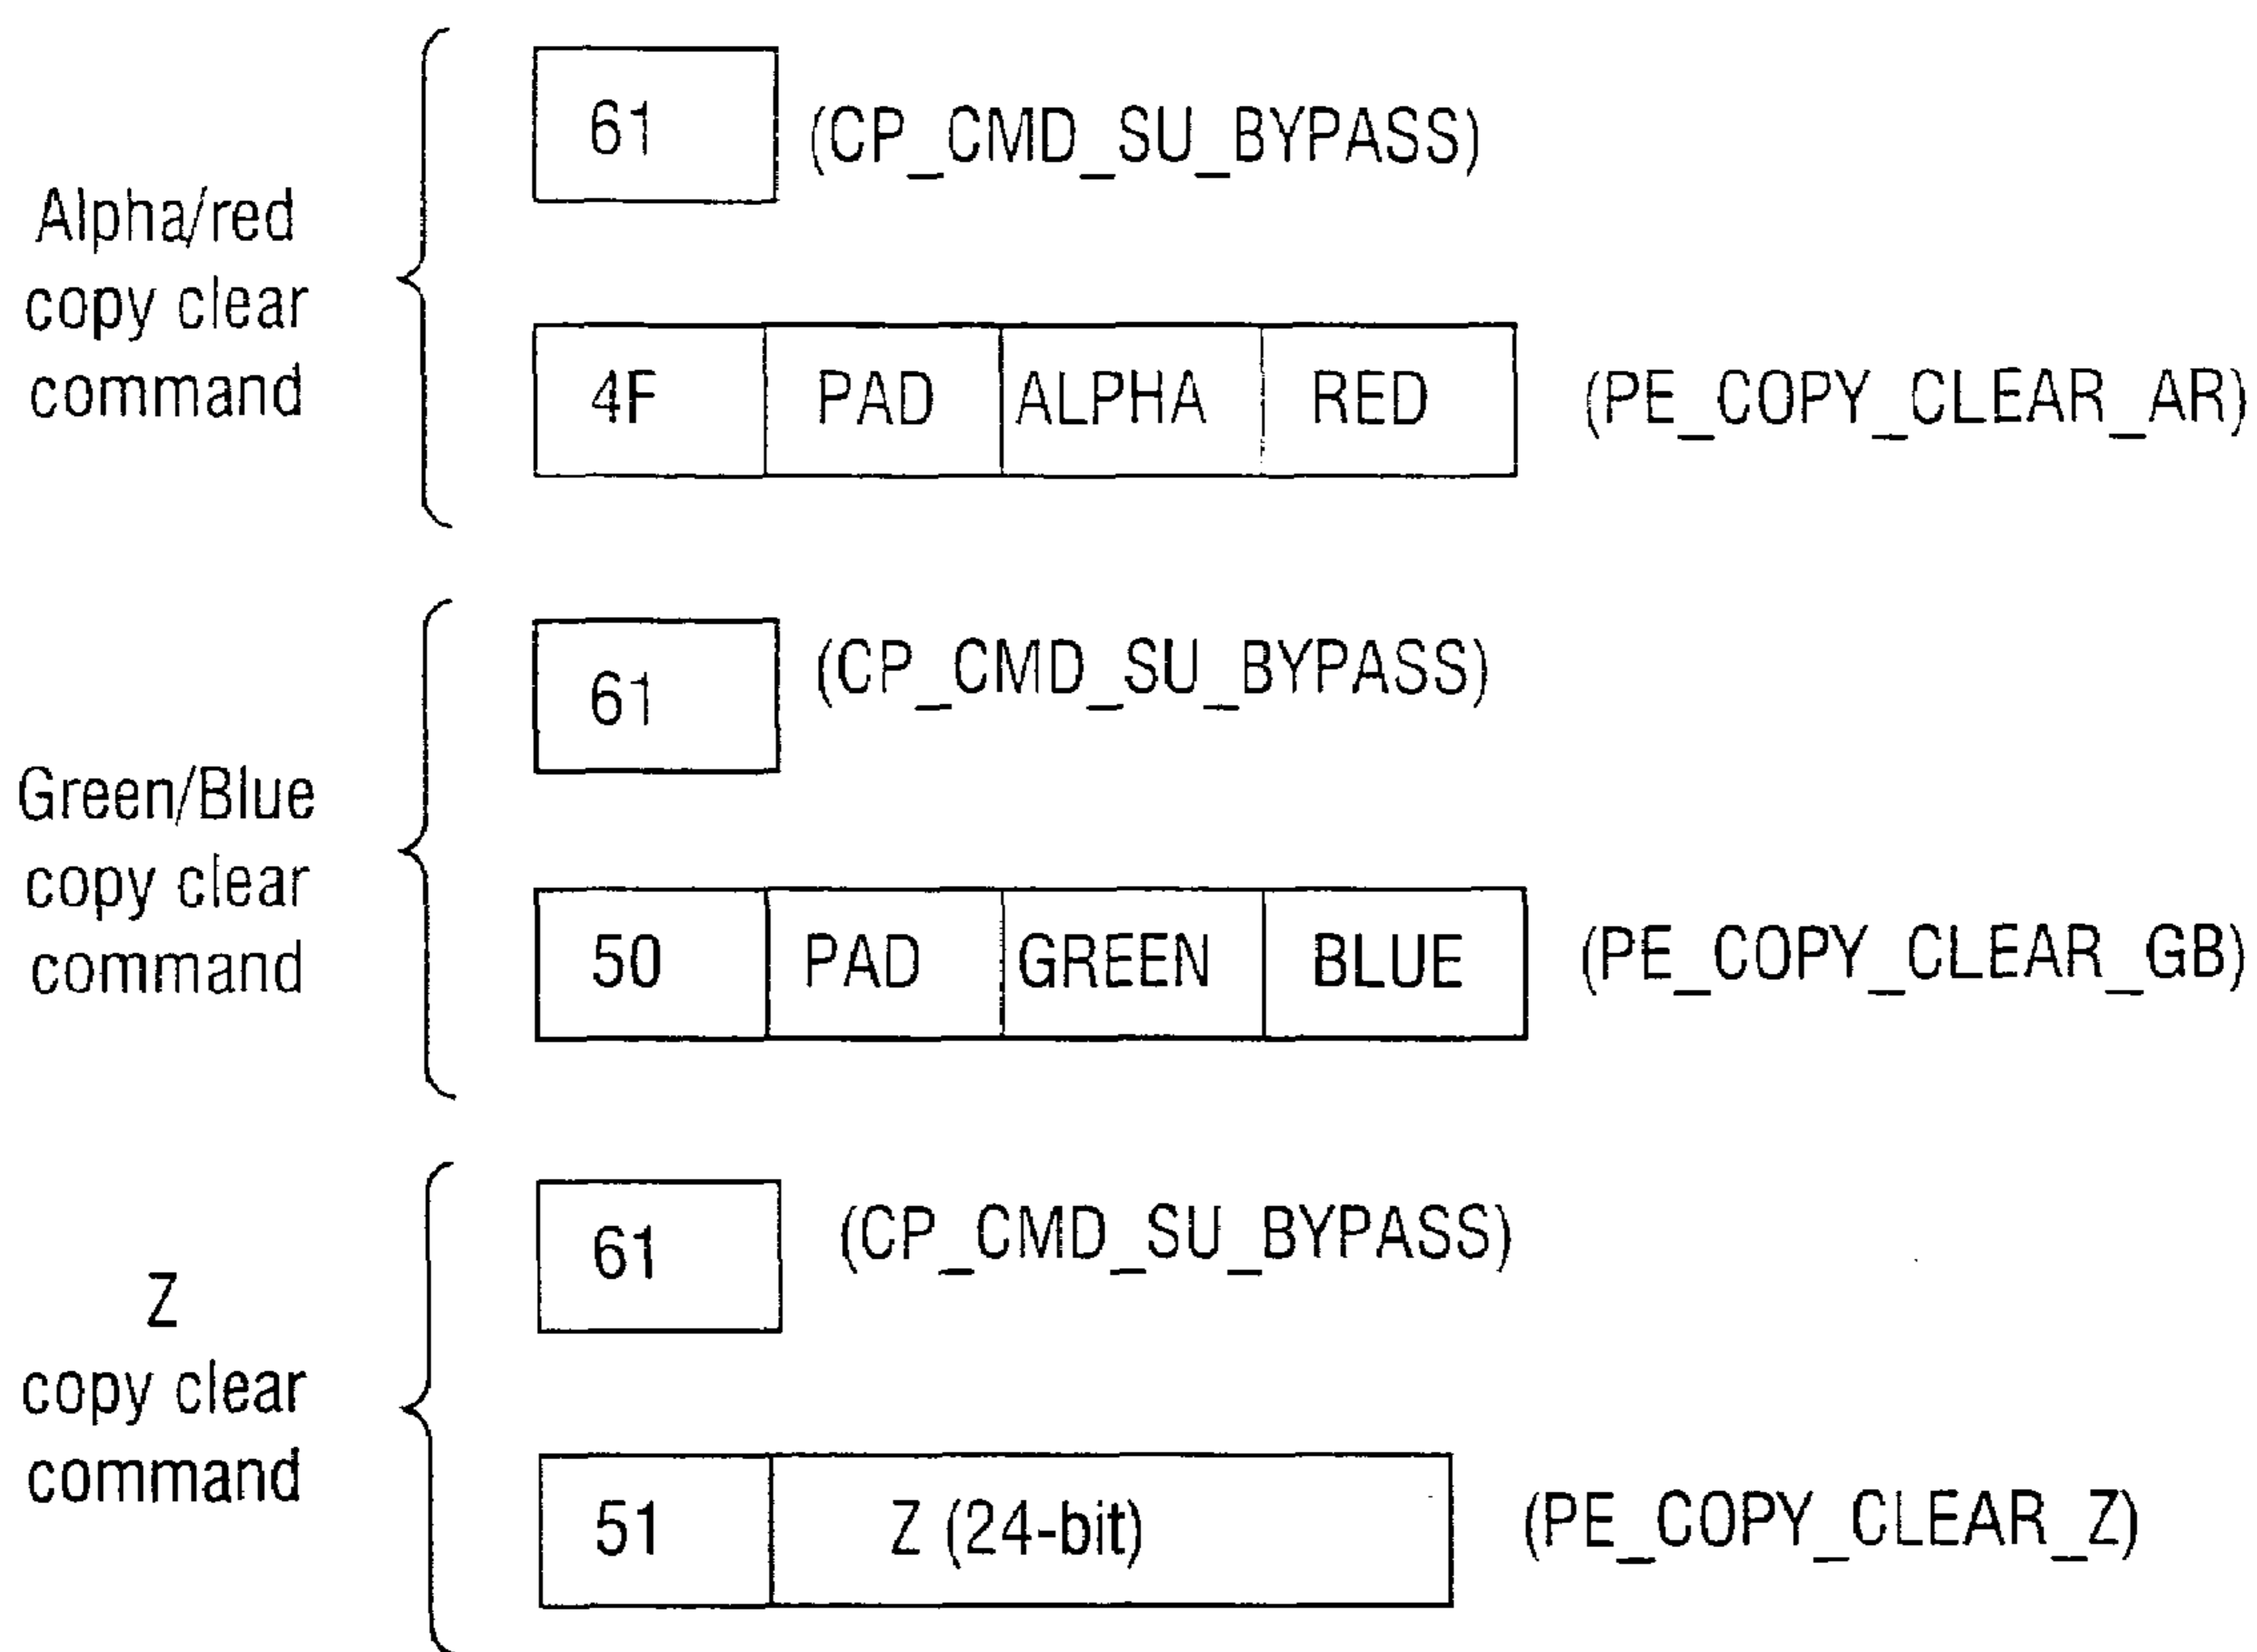 61 (CP_CMD_SU_BYPASS)
Alpha/red
copy clear
command
4F PAD ALPHA RED (PE_COPY_CLEAR_AR)
61 (CP_CMD_SU_BYPASS)
Green/Blue
copy clear
command
50 PAD GREEN BLUE (PE_COPY_CLEAR_GB)
61 (CP_CMD_SU_BYPASS)
Z
copy clear
command
51 Z (24-bit) (PE_COPY_CLEAR_Z)